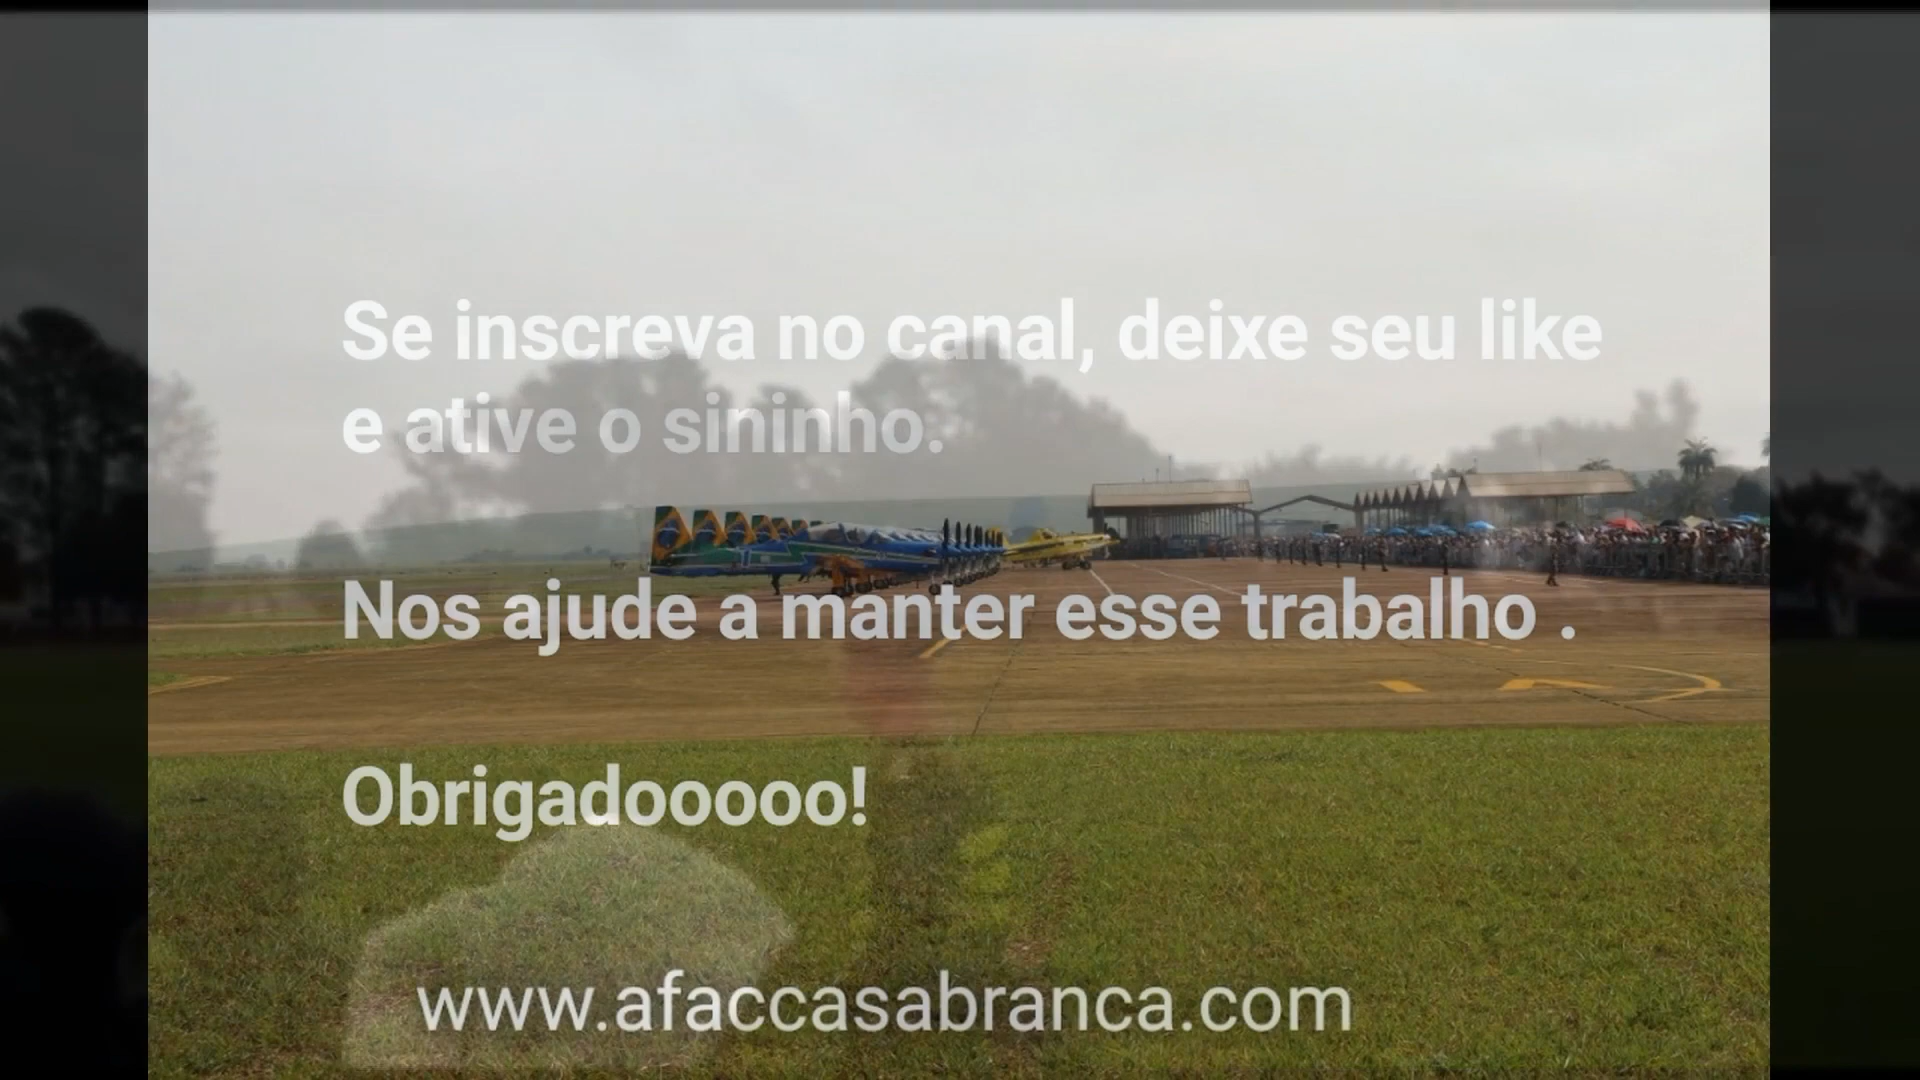 Se inscreva no canal, deixe seu like
e ative o sininho.
Nos ajude a manter esse trabalho .
Obrigadooooo!
www.afaccasabranca.com